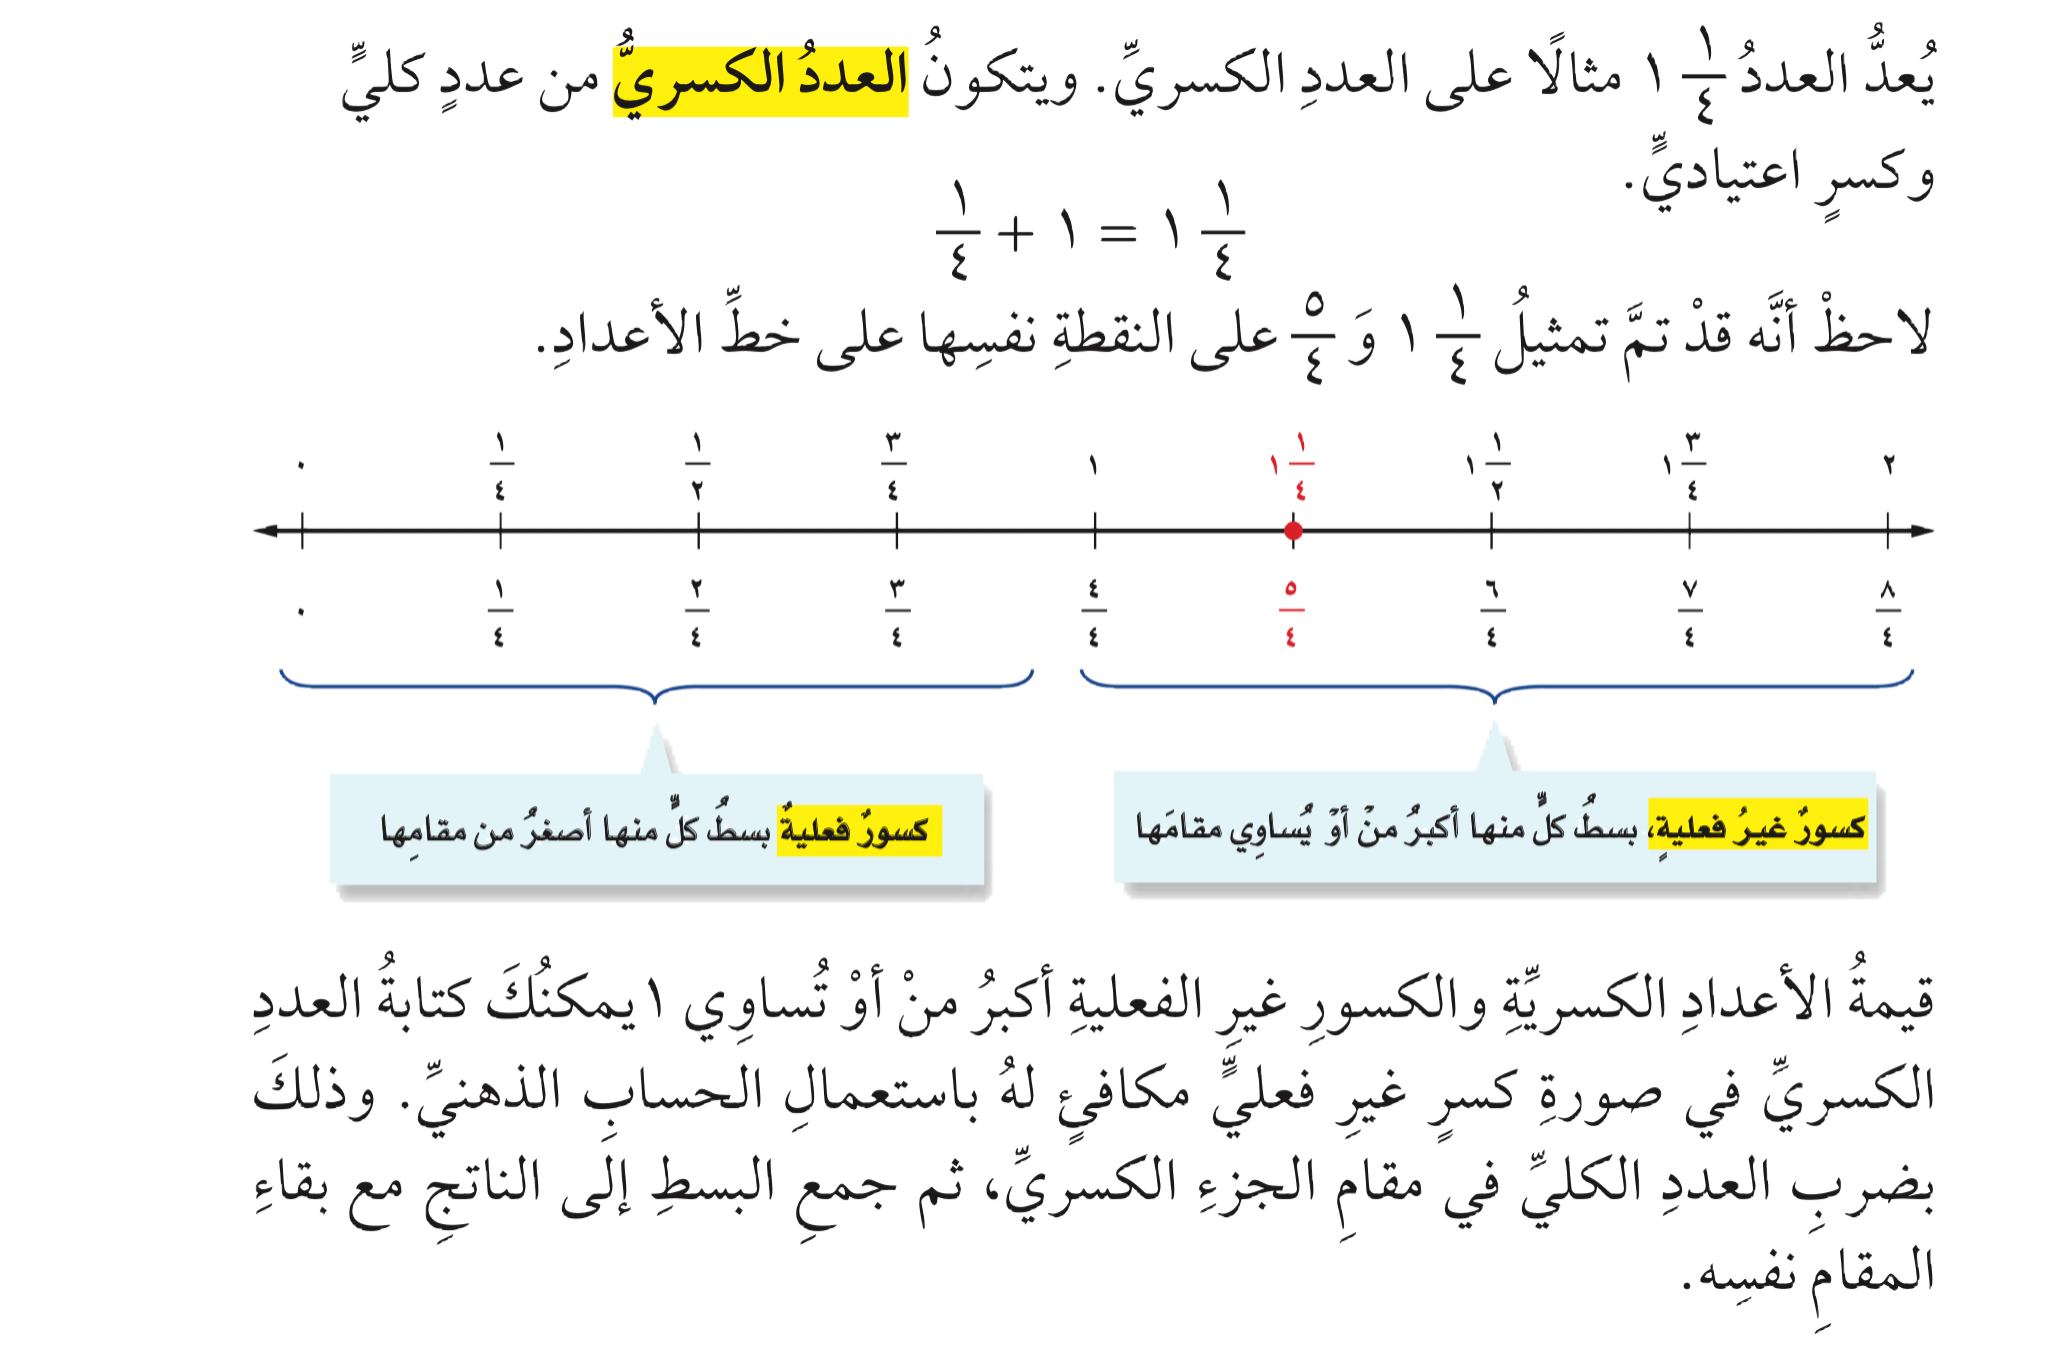 يُعدُّ العددُ ١ ١/٤ مثالًا على العددِ الكسريِّ. ويتكونُ العددُ الكسريُّ من عددٍ كليٍّ
وكسرٍ اعتياديٍّ.
١ ١/٤ = ١ + ١/٤
لاحظْ أنَّه قدْ تمَّ تمثيلُ ١ ١/٤ وَ ٥/٤ على النقطةِ نفسِها على خطِّ الأعدادِ.
٠ ١/٤ ١/٢ ٣/٤ ١ ١ ١/٤ ١ ١/٢ ١ ٣/٤ ٢
٠ ١/٤ ٢/٤ ٣/٤ ٤/٤ ٥/٤ ٦/٤ ٧/٤ ٨/٤
كسورٌ غيرُ فعليةٍ، بسطُ كلٍّ منها أكبرُ منْ أوْ يُساوِي مقامَها
كسورٌ فعليةٌ بسطُ كلٍّ منها أصغرُ من مقامِها
قيمةُ الأعدادِ الكسريِّةِ والكسورِ غيرِ الفعليةِ أكبرُ منْ أوْ تُساوِي ١ يمكنُكَ كتابةُ العددِ
الكسريِّ في صورةِ كسرٍ غيرِ فعليٍّ مكافئٍ لهُ باستعمالِ الحسابِ الذهنيِّ. وذلكَ
بضربِ العددِ الكليِّ في مقامِ الجزءِ الكسريِّ، ثم جمعِ البسطِ إلى الناتجِ مع بقاءِ
المقامِ نفسِه.